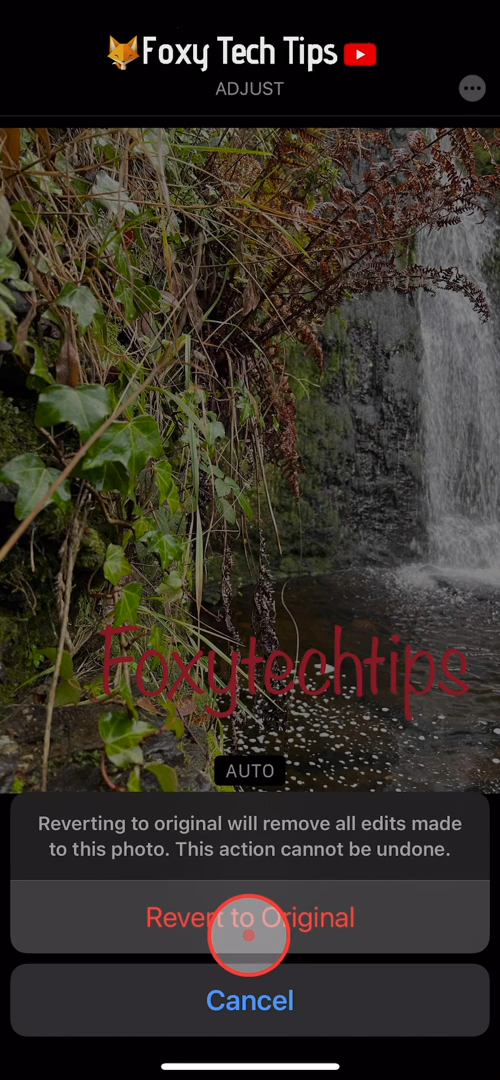 Foxy Tech Tips
ADJUST
Foxytechtips
AUTO
Reverting to original will remove all edits made
to this photo. This action cannot be undone.
Revert to Original
Cancel